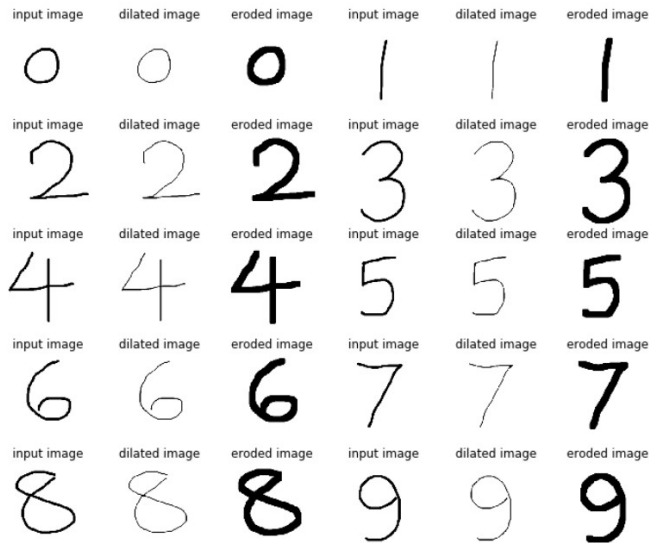 input image dilated image eroded image input image dilated image eroded image
0 0 0 1 1 1
input image dilated image eroded image input image dilated image eroded image
2 2 2 3 3 3
input image dilated image eroded image input image dilated image eroded image
4 4 4 5 5 5
input image dilated image eroded image input image dilated image eroded image
6 6 6 7 7 7
input image dilated image eroded image input image dilated image eroded image
8 8 8 9 9 9